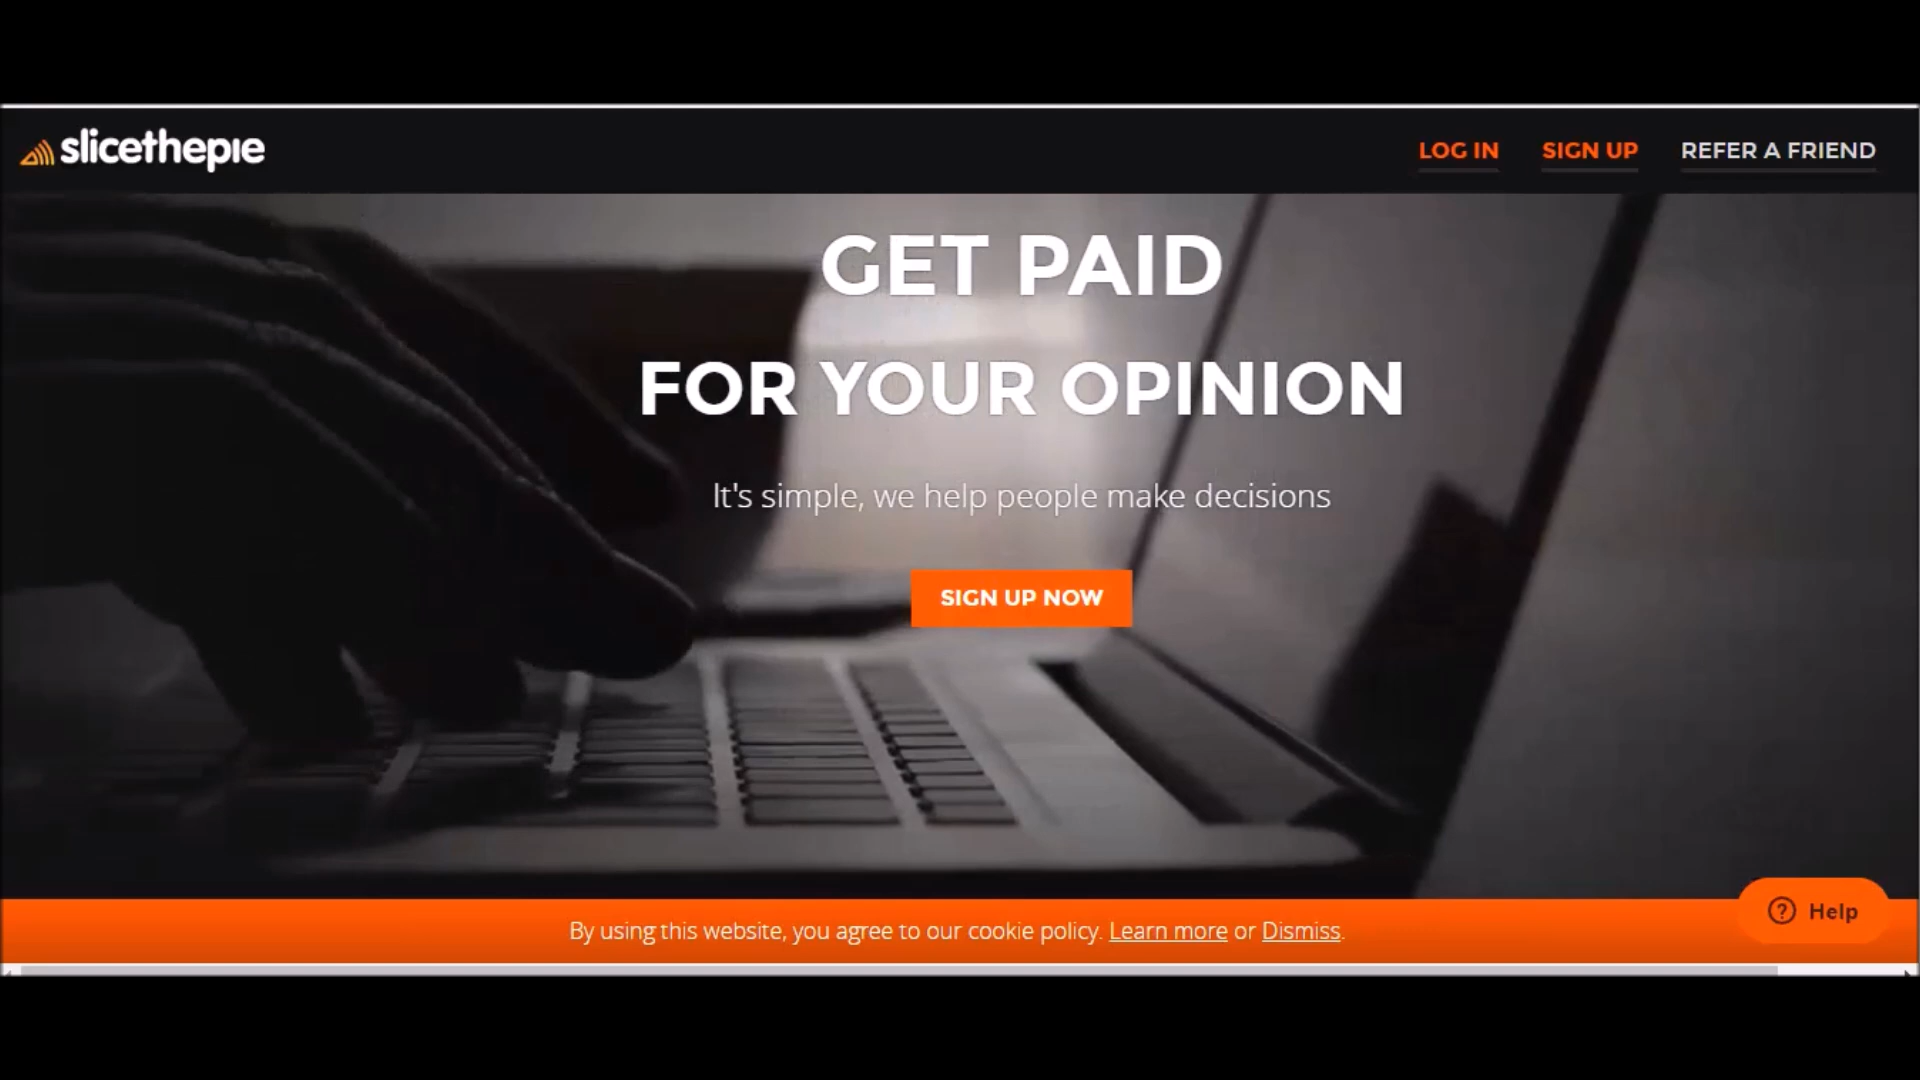 slicethepie
LOG IN
SIGN UP
REFER A FRIEND
GET PAID
FOR YOUR OPINION
It's simple, we help people make decisions
SIGN UP NOW
By using this website, you agree to our cookie policy. Learn more or Dismiss.
Help